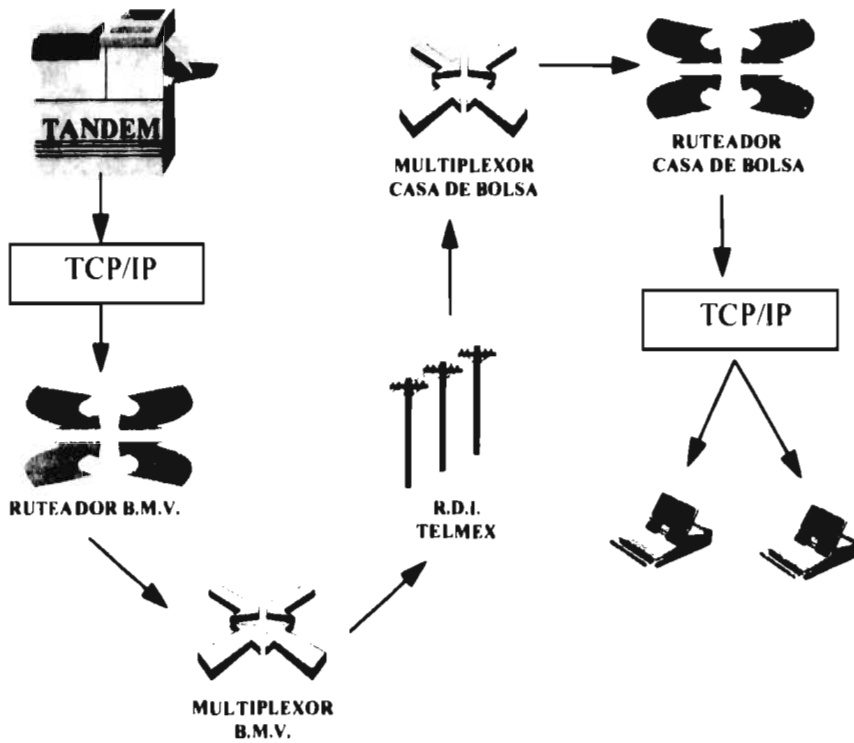 TANDEM
TCP/IP
RUTEADOR B.M.V.
MULTIPLEXOR
B.M.V.
R.D.I.
TELMEX
MULTIPLEXOR
CASA DE BOLSA
RUTEADOR
CASA DE BOLSA
TCP/IP